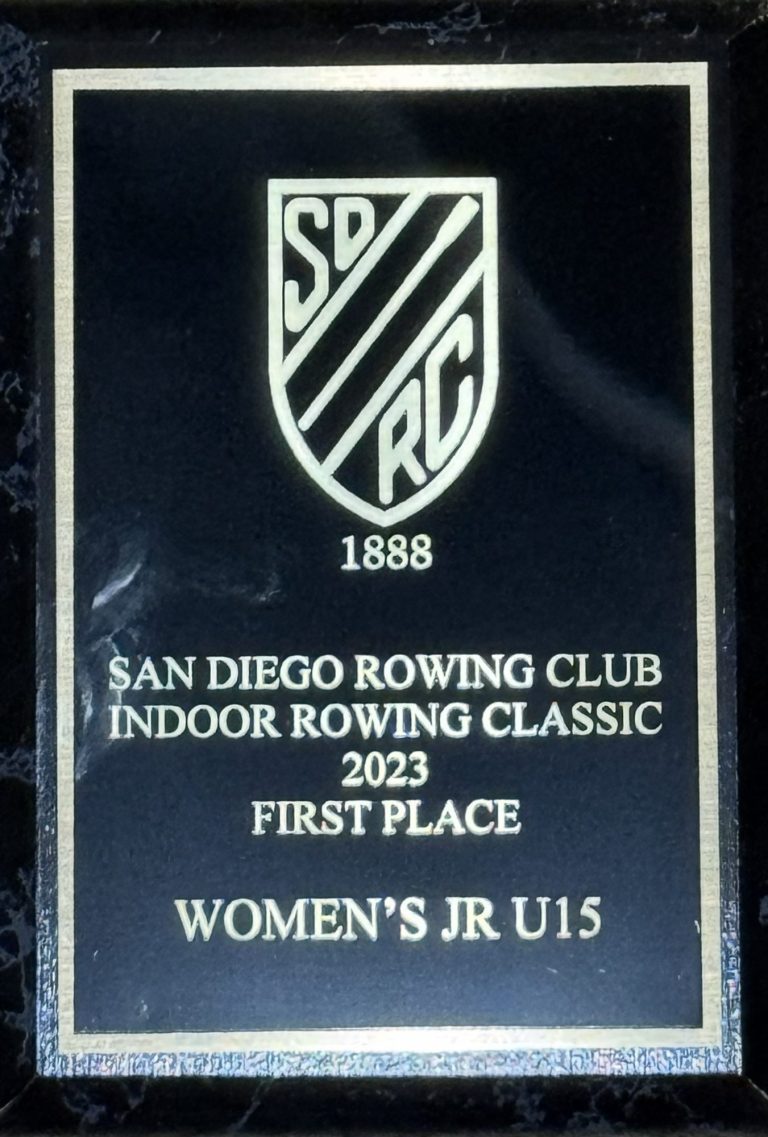 SD
RC
1888
SAN DIEGO ROWING CLUB
INDOOR ROWING CLASSIC
2023
FIRST PLACE
WOMEN'S JR U15